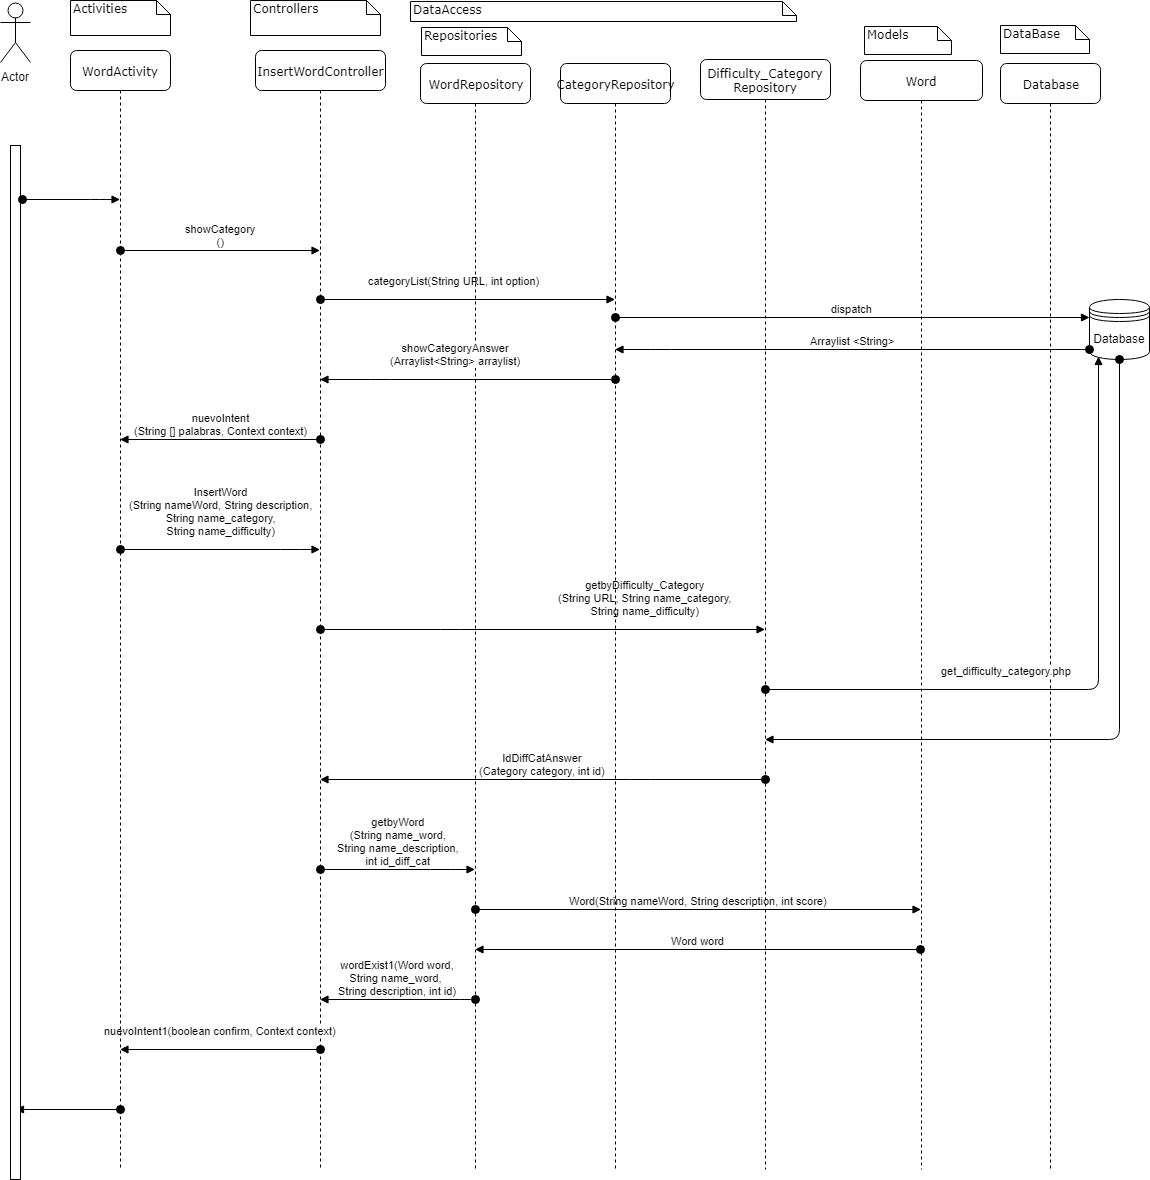 Activities
Controllers
DataAccess
Repositories
Models
DataBase
Actor
WordActivity
InsertWordController
WordRepository
CategoryRepository
Difficulty_Category
Repository
Word
Database
showCategory
()
categoryList(String URL, int option)
dispatch
Database
Arraylist <String>
showCategoryAnswer
(Arraylist<String> arraylist)
nuevoIntent
(String [] palabras, Context context)
InsertWord
(String nameWord, String description,
String name_category,
String name_difficulty)
getbyDifficulty_Category
(String URL, String name_category,
String name_difficulty)
get_difficulty_category.php
IdDiffCatAnswer
(Category category, int id)
getbyWord
(String name_word,
String name_description,
int id_diff_cat
Word(String nameWord, String description, int score)
Word word
wordExist1(Word word,
String name_word,
String description, int id)
nuevoIntent1(boolean confirm, Context context)